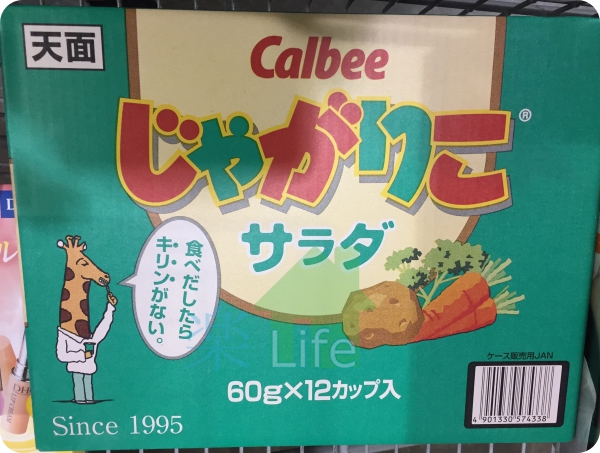 天面
Calbee
じゃがりこ®
サラダ
食べだしたら
キリンがない。
Life
60g×12カップ入
ケース販売用JAN
4 901330 574338
Since 1995